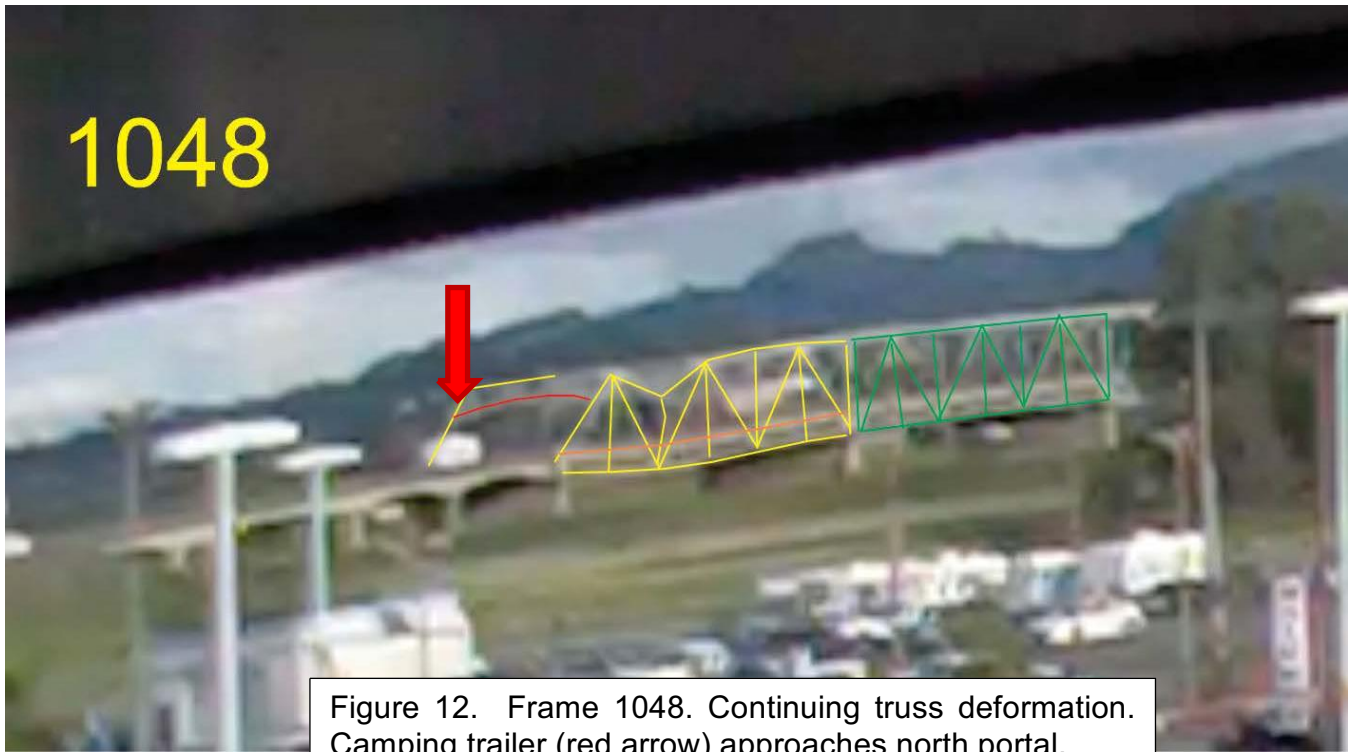 1048
Figure 12. Frame 1048. Continuing truss deformation.
Camping trailer (red arrow) approaches north portal.